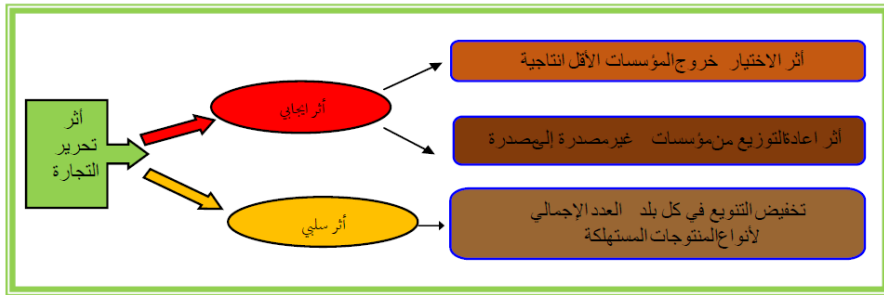 أثر
تحرير
التجارة
أثر ايجابي
أثر سلبي
أثر الاختيار خروج المؤسسات الأقل انتاجية
أثر اعادة التوزيع من مؤسسات غير مصدرة إلى مصدرة
تخفيض التنويع في كل بلد العدد الإجمالي
لأنواع المنتوجات المستهلكة